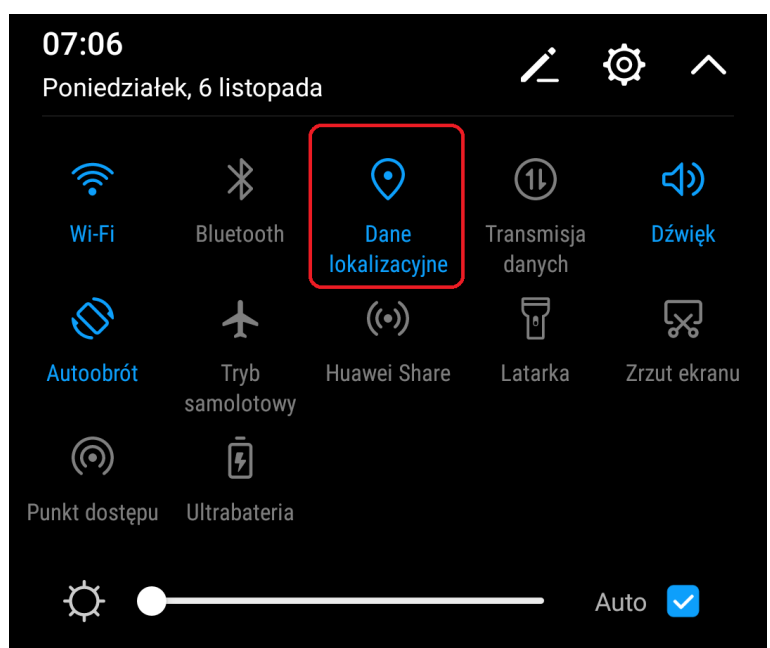 07:06
Poniedziałek, 6 listopada
Wi-Fi
Bluetooth
Dane
lokalizacyjne
Transmisja
danych
Dźwięk
Autoobrót
Tryb
samolotowy
Huawei Share
Latarka
Zrzut ekranu
Punkt dostępu
Ultrabateria
Auto